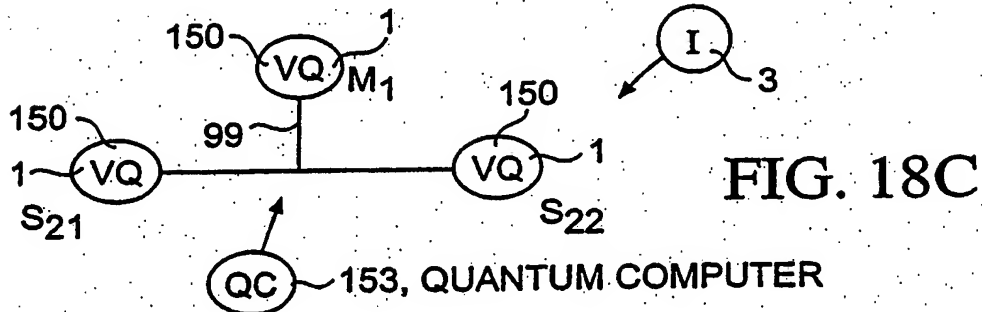 150 1
VQ M1
I
3
99
150
VQ
1
S21
150
VQ
1
S22
FIG. 18C
QC 153, QUANTUM COMPUTER